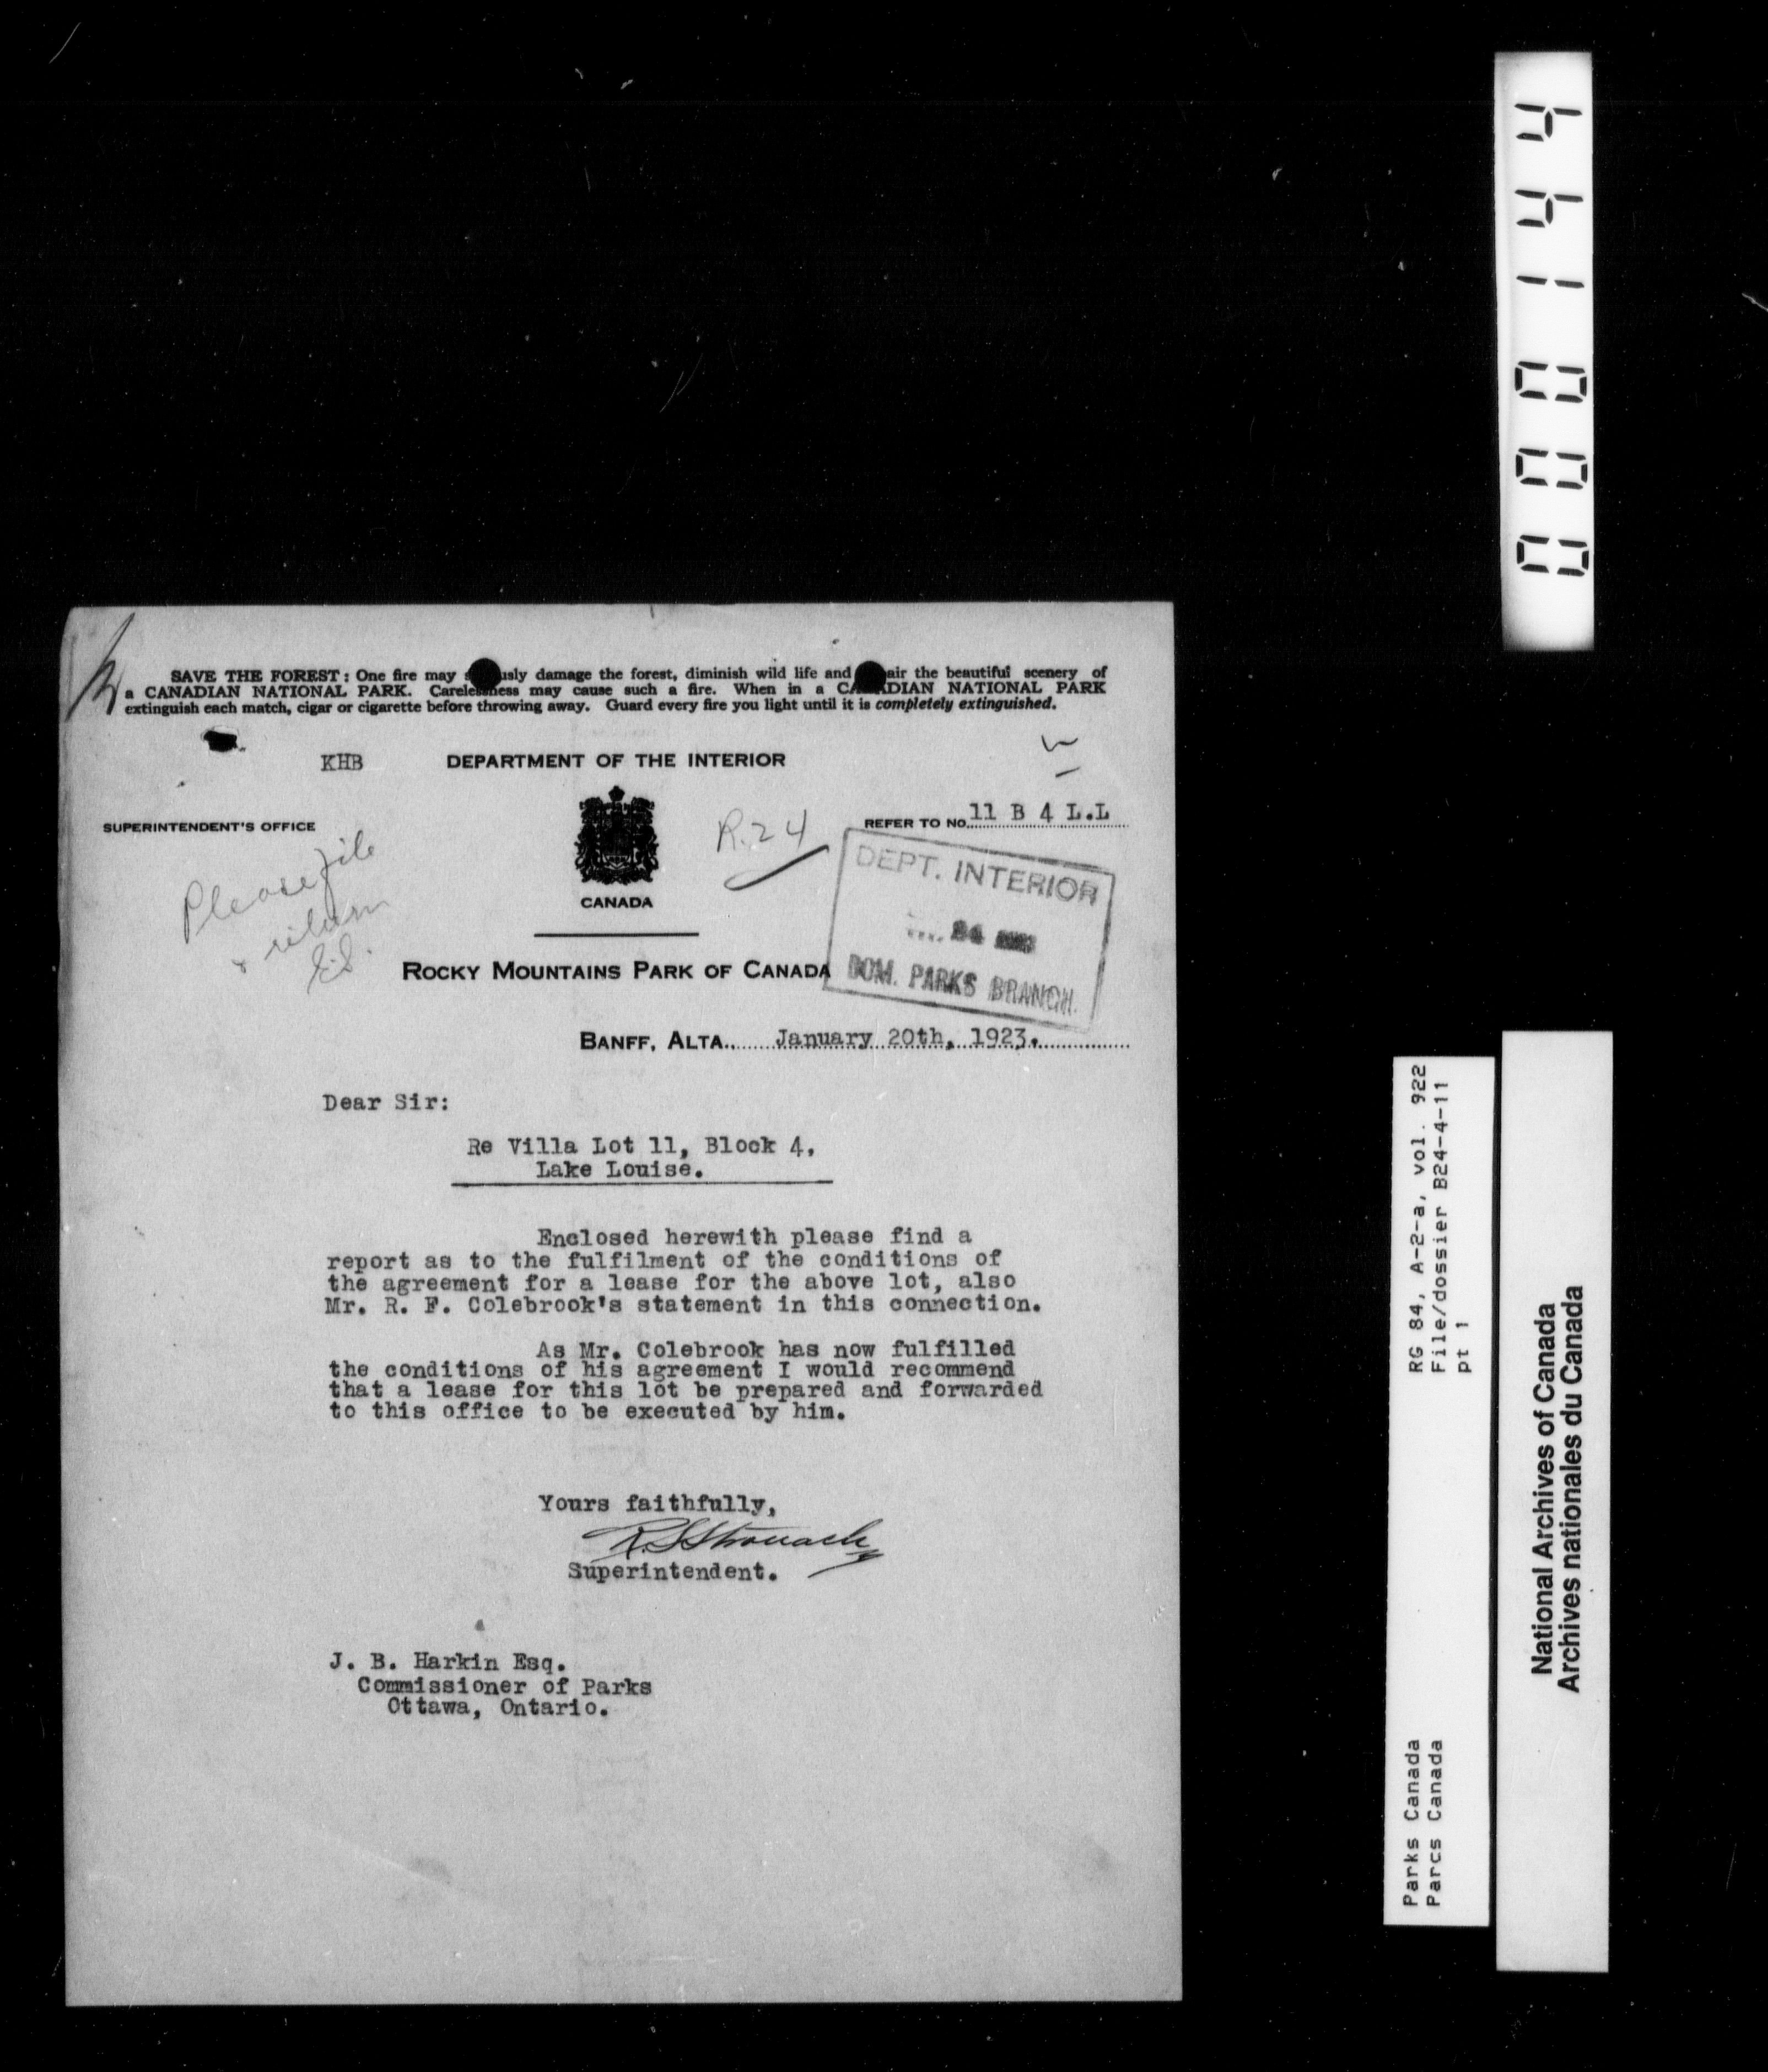 SAVE THE FOREST: One fire may damage the forest, diminish wild life and the beautiful scenery of
a CANADIAN NATIONAL PARK. Carelessness may cause such a fire. When in a CANADIAN NATIONAL PARK
extinguish each match, cigar or cigarette before throwing away. Guard every fire you light until it is completely extinguished.
KHB
DEPARTMENT OF THE INTERIOR
SUPERINTENDENT'S OFFICE
REFER TO NO. 11 B 4 L.L
R.24
Please file
& return
E.S.
CANADA
DEPT. INTERIOR
24
DOM. PARKS BRANCH.
ROCKY MOUNTAINS PARK OF CANADA
BANFF, ALTA., January 20th, 1923.
Dear Sir:
Re Villa Lot 11, Block 4,
Lake Louise.
Enclosed herewith please find a
report as to the fulfilment of the conditions of
the agreement for a lease for the above lot, also
Mr. R. F. Colebrook's statement in this connection.
As Mr. Colebrook has now fulfilled
the conditions of his agreement I would recommend
that a lease for this lot be prepared and forwarded
to this office to be executed by him.
Yours faithfully,
R.S Stronach
Superintendent.
J. B. Harkin Esq.
Commissioner of Parks
Ottawa, Ontario.
000144
RG 84, A-2-a, vol. 922
File/dossier B24-4-11
pt 1
Parks Canada
Parcs Canada
National Archives of Canada
Archives nationales du Canada